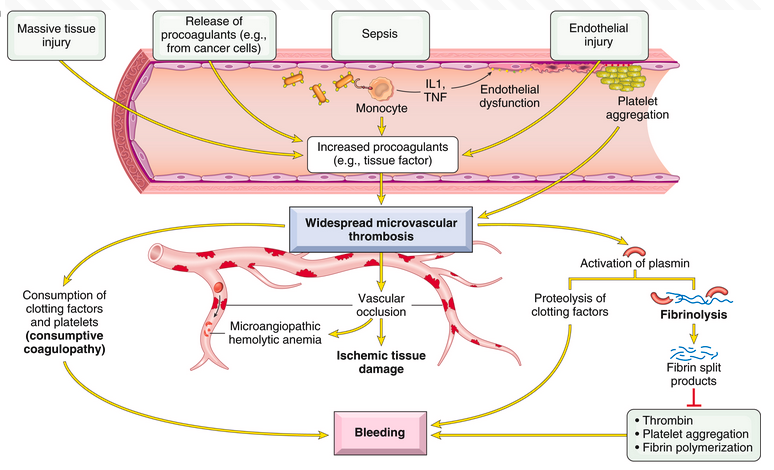 Massive tissue
injury
Release of
procoagulants (e.g.,
from cancer cells)
Sepsis
Endothelial
injury
IL1,
TNF
Monocyte
Endothelial
dysfunction
Platelet
aggregation
Increased procoagulants
(e.g., tissue factor)
Widespread microvascular
thrombosis
Activation of plasmin
Consumption of
clotting factors
and platelets
(consumptive
coagulopathy)
Vascular
occlusion
Microangiopathic
hemolytic anemia
Ischemic tissue
damage
Proteolysis of
clotting factors
Fibrinolysis
Fibrin split
products
Bleeding
• Thrombin
• Platelet aggregation
• Fibrin polymerization